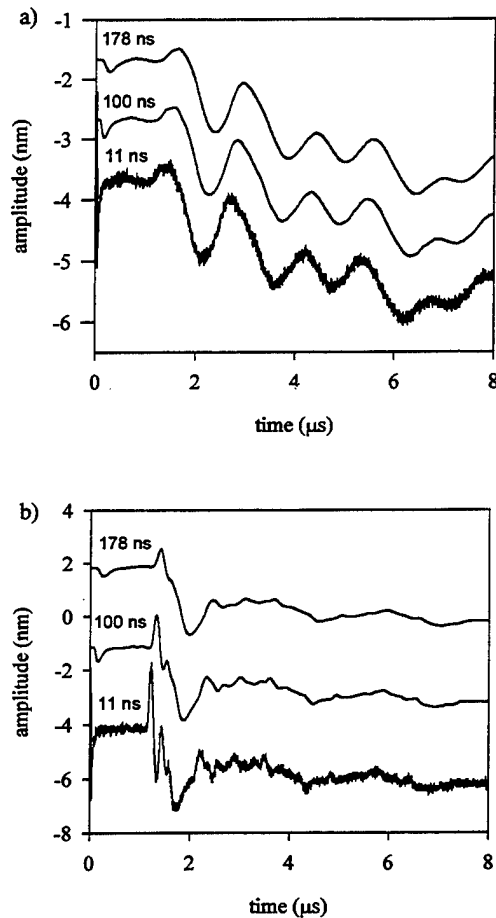 a)
-1
178 ns
-2
100 ns
-3
11 ns
-4
-5
-6
amplitude (nm)
0 2 4 6 8
time (μs)
b)
4
178 ns
2
0
100 ns
-2
11 ns
-4
-6
-8
amplitude (nm)
0 2 4 6 8
time (μs)